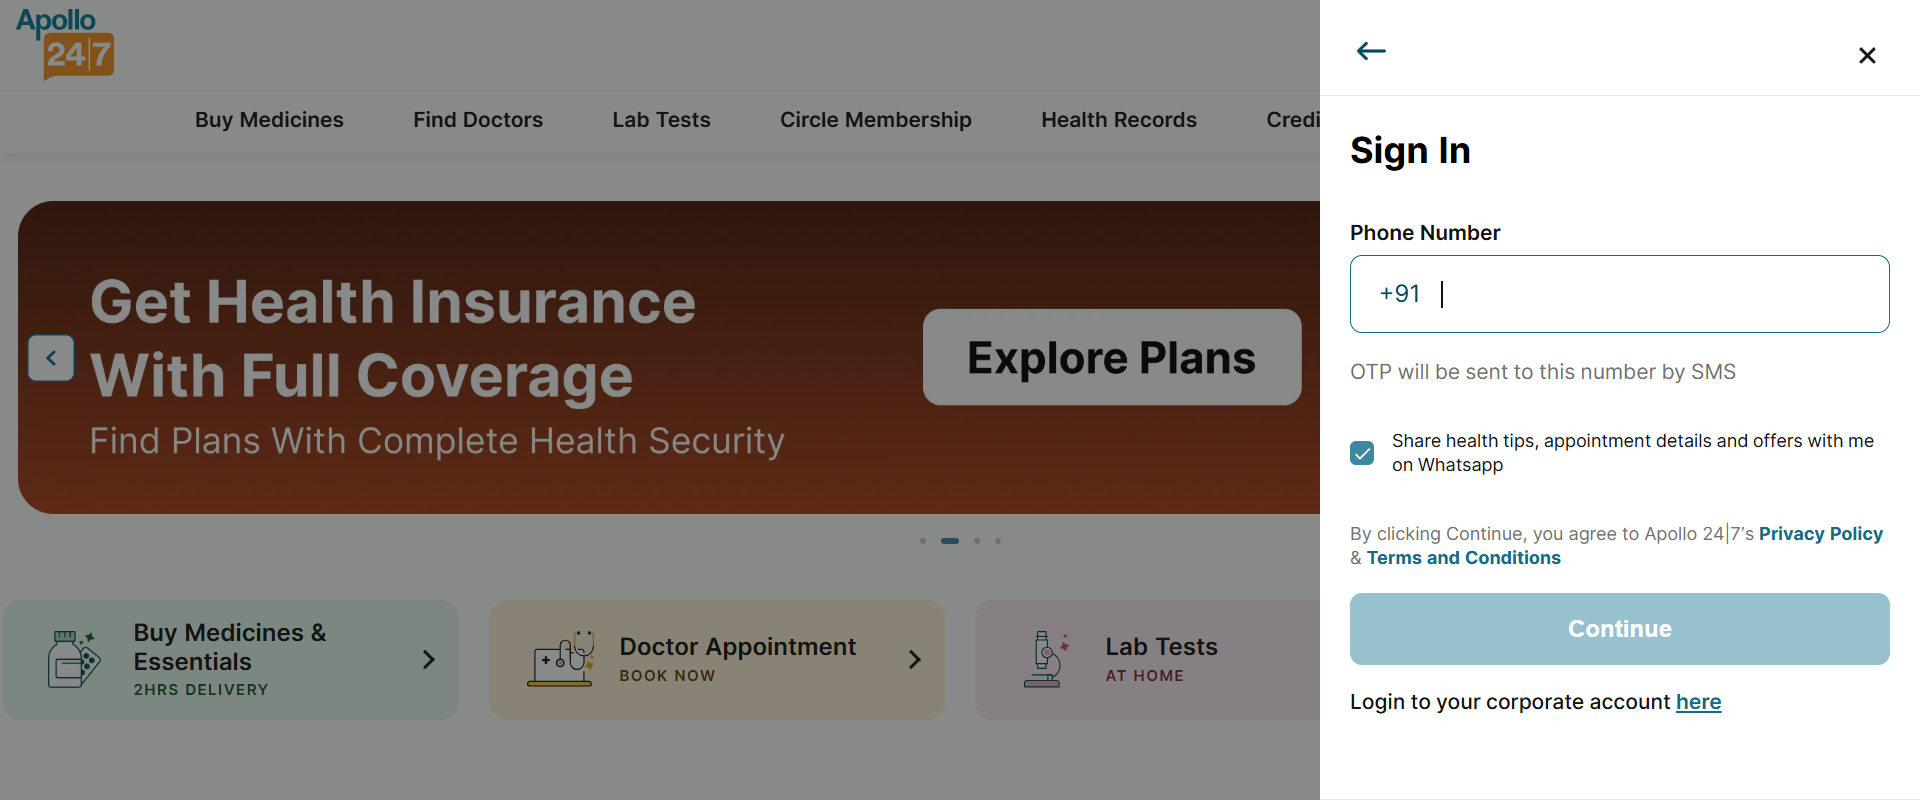 Apollo
24|7
Buy Medicines
Find Doctors
Lab Tests
Circle Membership
Health Records
Credi
Get Health Insurance
With Full Coverage
Find Plans With Complete Health Security
Explore Plans
Buy Medicines &
Essentials
2HRS DELIVERY
Doctor Appointment
BOOK NOW
Lab Tests
AT HOME
Sign In
Phone Number
+91
OTP will be sent to this number by SMS
Share health tips, appointment details and offers with me
on Whatsapp
By clicking Continue, you agree to Apollo 24|7's Privacy Policy
& Terms and Conditions
Continue
Login to your corporate account here